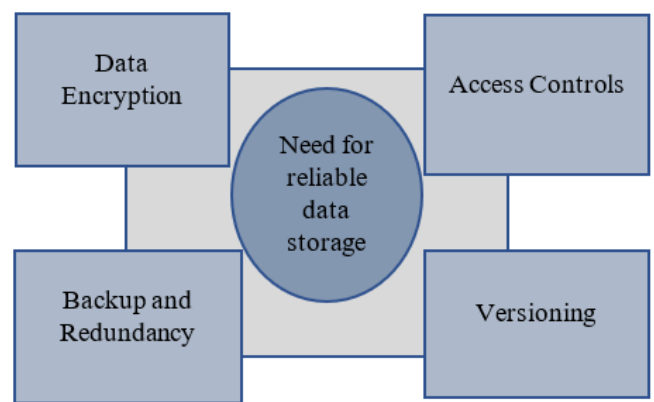 Data
Encryption
Access Controls
Need for
reliable
data
storage
Backup and
Redundancy
Versioning